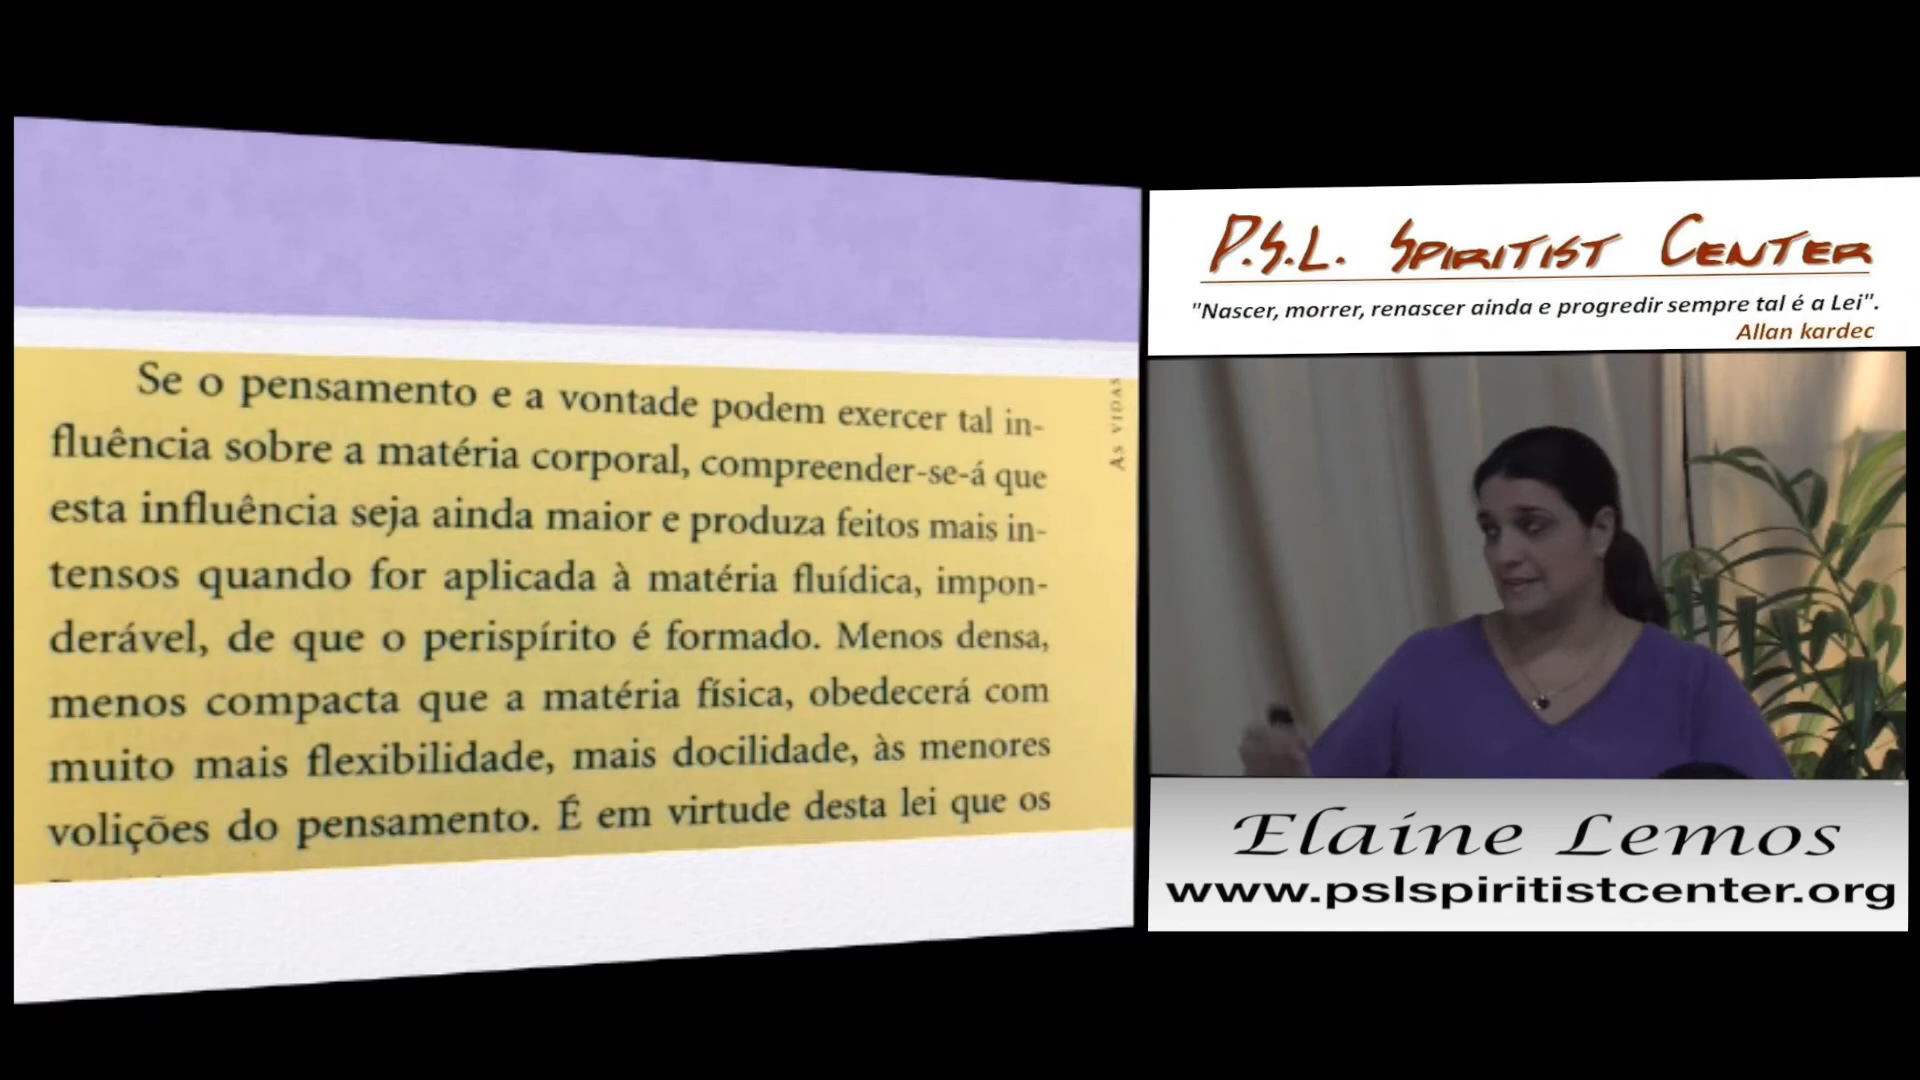 Se o pensamento e a vontade podem exercer tal in-
fluência sobre a matéria corporal, compreender-se-á que
esta influência seja ainda maior e produza feitos mais in-
tensos quando for aplicada à matéria fluídica, impon-
derável, de que o perispírito é formado. Menos densa,
menos compacta que a matéria física, obedecerá com
muito mais flexibilidade, mais docilidade, às menores
volições do pensamento. É em virtude desta lei que os
AS VIDAS
P.S.L. SPIRITIST CENTER
"Nascer, morrer, renascer ainda e progredir sempre tal é a Lei".
Allan kardec
Elaine Lemos
www.pslspiritistcenter.org